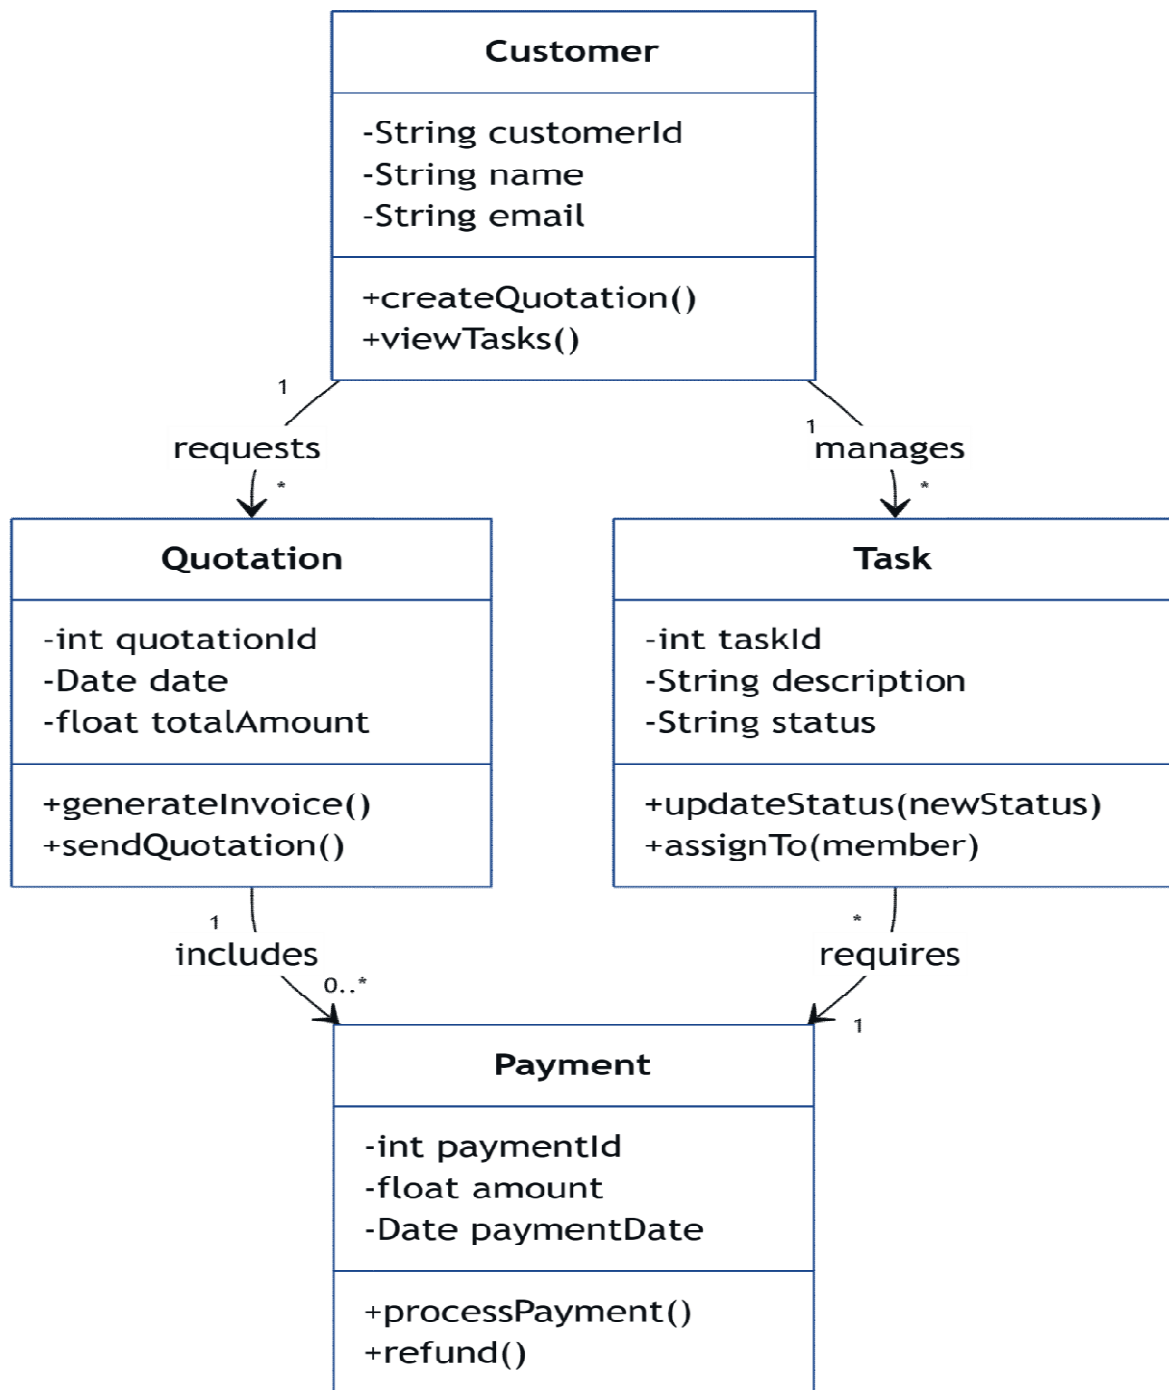 Customer
-String customerId
-String name
-String email
+createQuotation()
+viewTasks()
1
requests
*
1
manages
*
Quotation
-int quotationId
-Date date
-float totalAmount
+generateInvoice()
+sendQuotation()
Task
-int taskId
-String description
-String status
+updateStatus(newStatus)
+assignTo(member)
1
includes
0..*
*
requires
1
Payment
-int paymentId
-float amount
-Date paymentDate
+processPayment()
+refund()